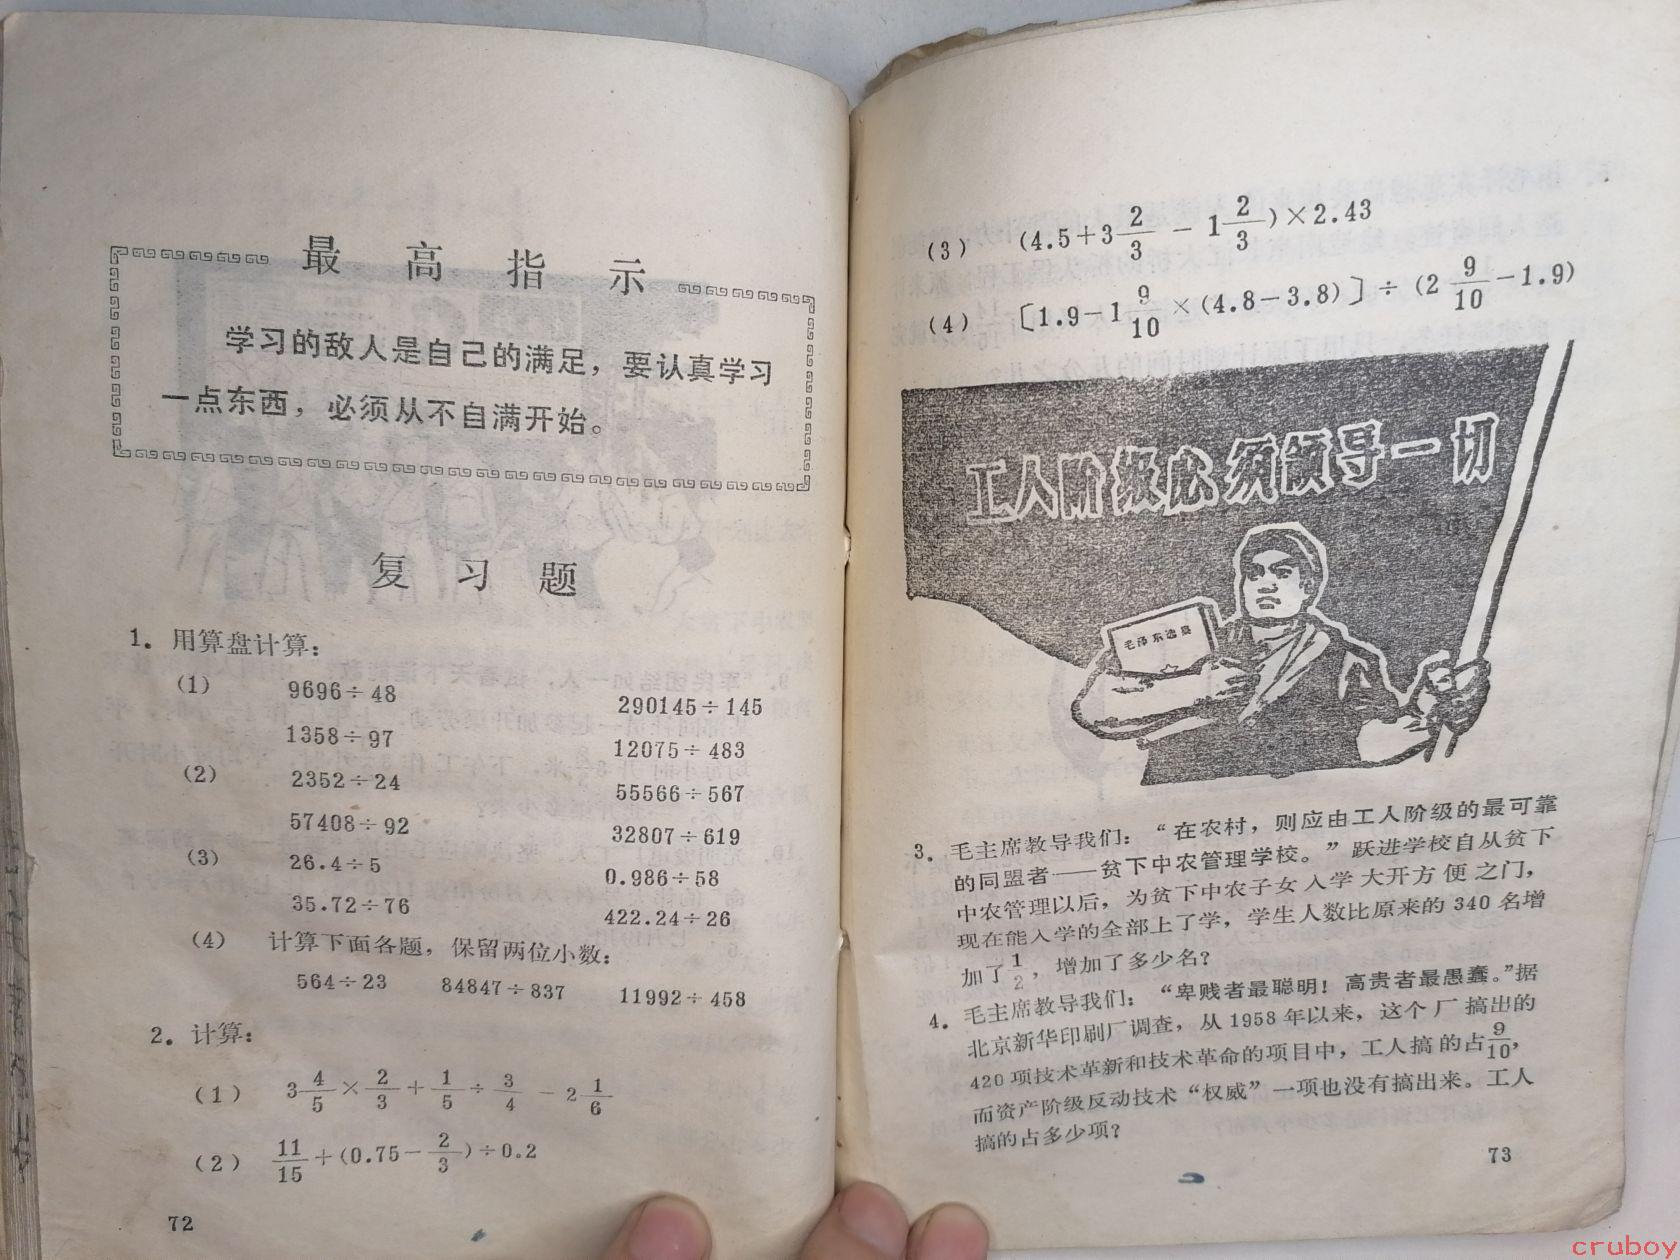 最高指示
学习的敌人是自己的满足，要认真学习
一点东西，必须从不自满开始。
复习题
1. 用算盘计算：
(1) 9696÷48 290145÷145
1358÷97 12075÷483
(2) 2352÷24 55566÷567
57408÷92 32807÷619
(3) 26.4÷5 0.986÷58
35.72÷76 422.24÷26
(4) 计算下面各题，保留两位小数：
564÷23 84847÷837 11992÷458
2. 计算：
(1) 3 4/5 × 2/3 + 1/5 ÷ 3/4 - 2 1/6
(2) 11/15 + (0.75 - 2/3) ÷ 0.2
72
(3) (4.5 + 3 2/3 - 1 2/3) × 2.43
(4) [1.9 - 1 9/10 × (4.8 - 3.8)] ÷ (2 9/10 - 1.9)
工人阶级必须领导一切
毛泽东选集
3. 毛主席教导我们：“在农村，则应由工人阶级的最可靠
的同盟者——贫下中农管理学校。”跃进学校自从贫下
中农管理以后，为贫下中农子女入学大开方便之门，
现在能入学的全部上了学，学生人数比原来的340名增
加了1/2，增加了多少名？
4. 毛主席教导我们：“卑贱者最聪明！高贵者最愚蠢。”据
北京新华印刷厂调查，从1958年以来，这个厂搞出的
420项技术革新和技术革命的项目中，工人搞的占9/10，
而资产阶级反动技术“权威”一项也没有搞出来。工人
搞的占多少项？
73
cruboy